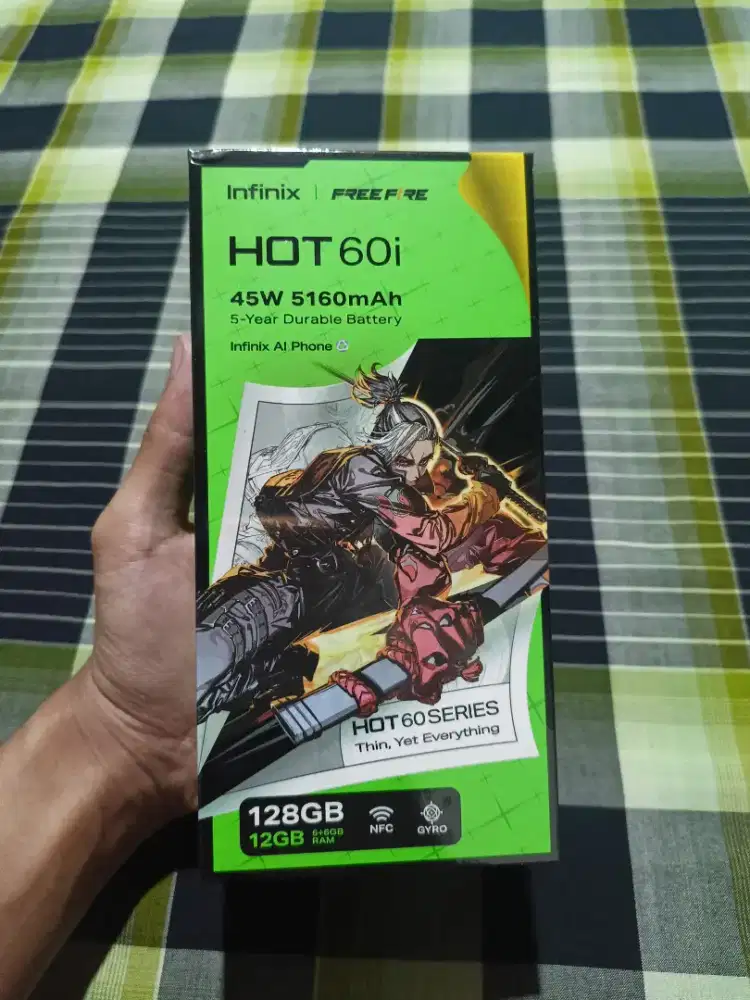 Infinix | FREE FIRE
HOT 60i
45W 5160mAh
5-Year Durable Battery
Infinix AI Phone
HOT 60 SERIES
Thin, Yet Everything
128GB
12GB 6+6GB RAM
NFC
GYRO